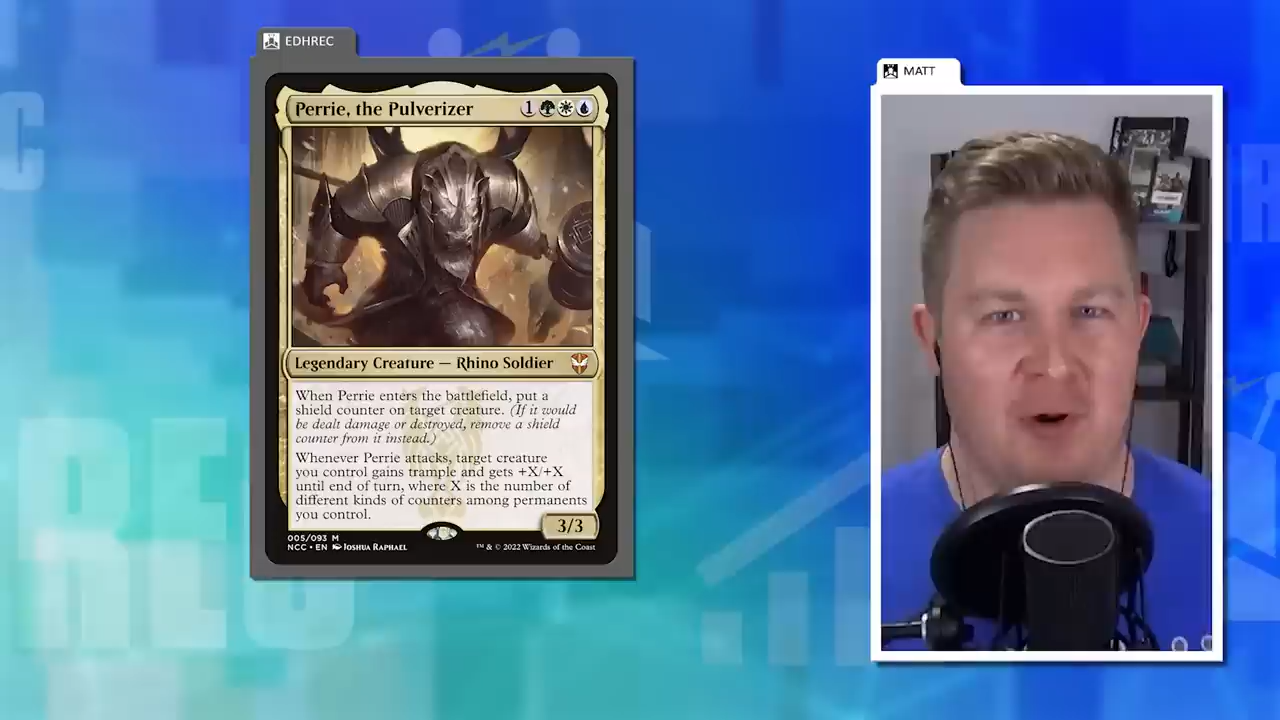 EDHREC
Perrie, the Pulverizer 1
Legendary Creature — Rhino Soldier
When Perrie enters the battlefield, put a
shield counter on target creature. (If it would
be dealt damage or destroyed, remove a shield
counter from it instead.)
Whenever Perrie attacks, target creature
you control gains trample and gets +X/+X
until end of turn, where X is the number of
different kinds of counters among permanents
you control.
3/3
005/093 M
NCC • EN Joshua Raphael
™ & © 2022 Wizards of the Coast
MATT
C
REC
R